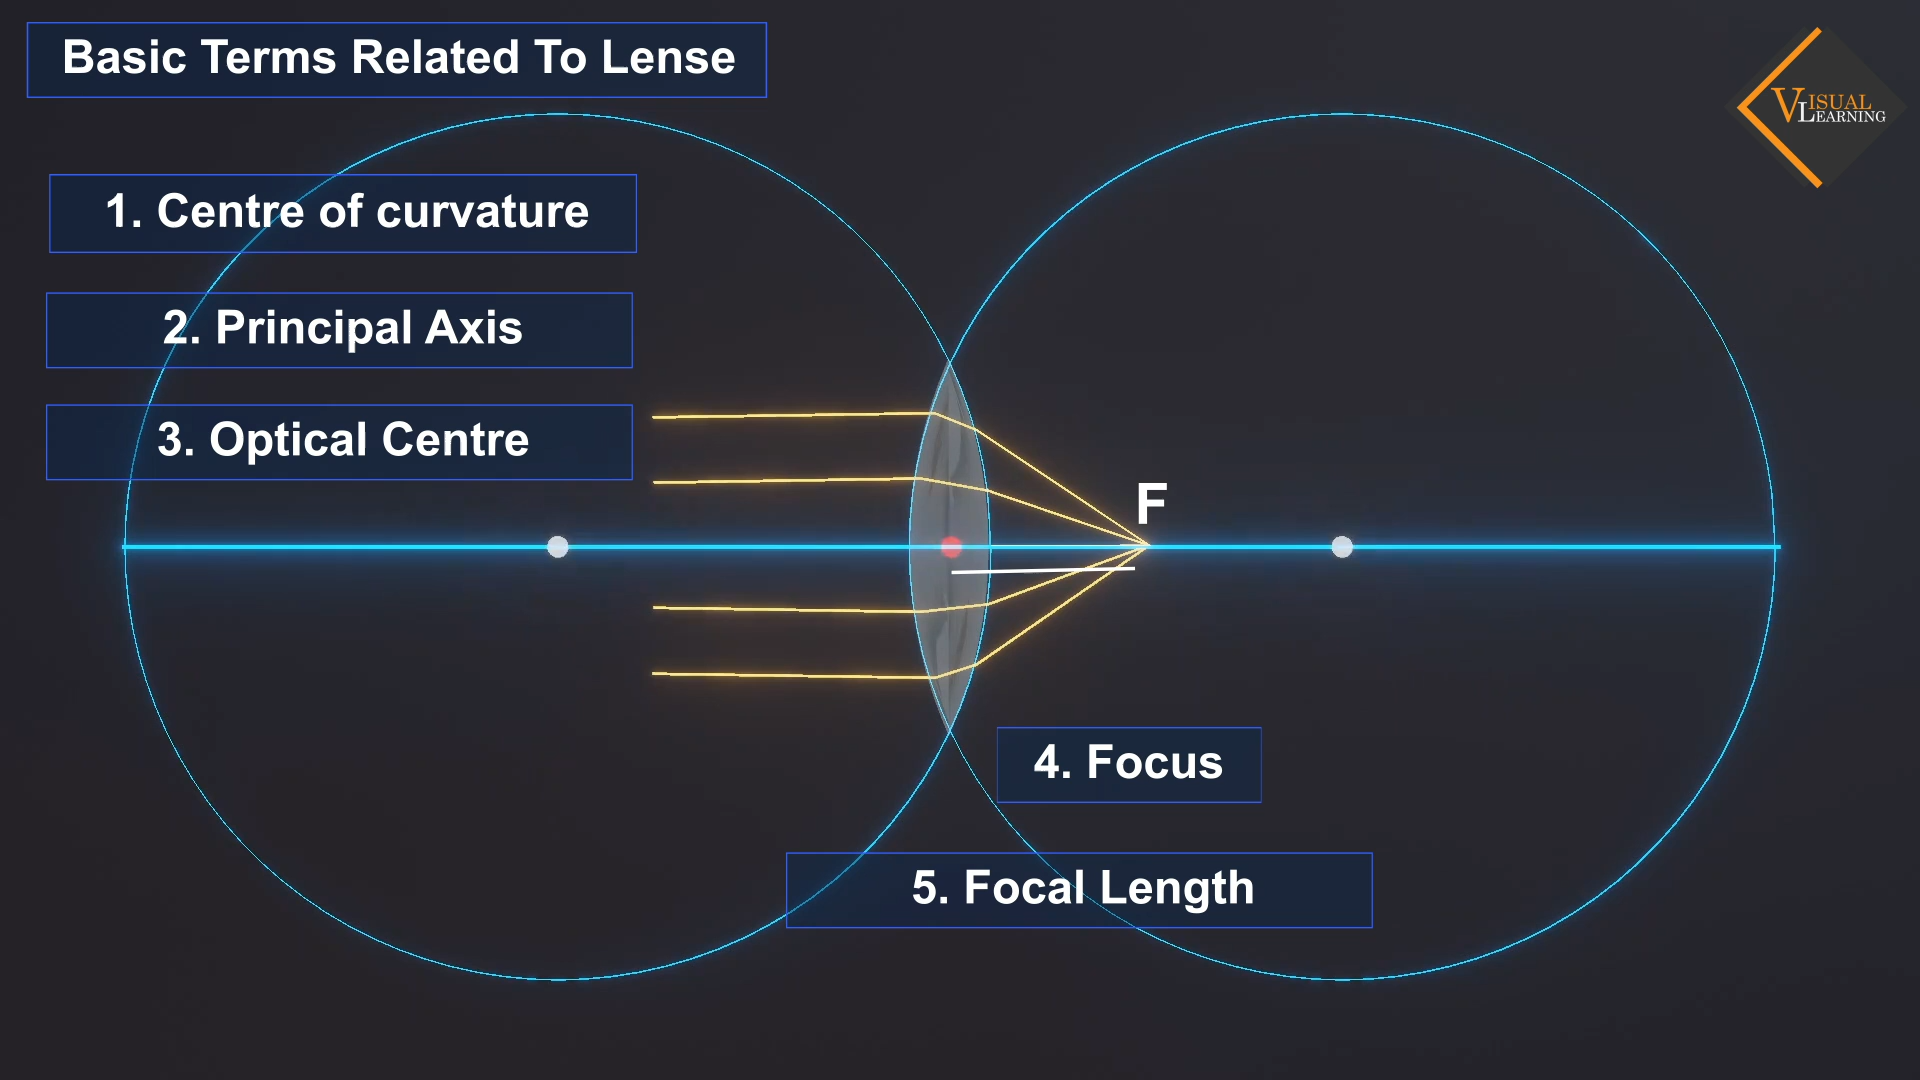 Basic Terms Related To Lense
VISUAL
LEARNING
1. Centre of curvature
2. Principal Axis
3. Optical Centre
F
4. Focus
5. Focal Length